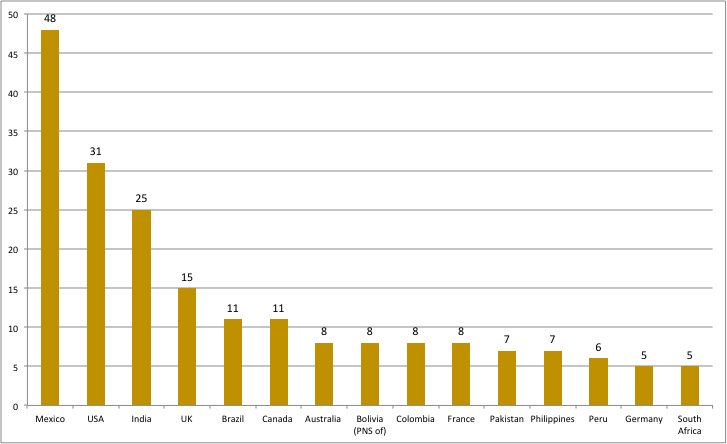 50
45
40
35
30
25
20
15
10
5
0
48
31
25
15
11
11
8
8
8
8
7
7
6
5
5
Mexico
USA
India
UK
Brazil
Canada
Australia
Bolivia
(PNS of)
Colombia
France
Pakistan
Philippines
Peru
Germany
South
Africa